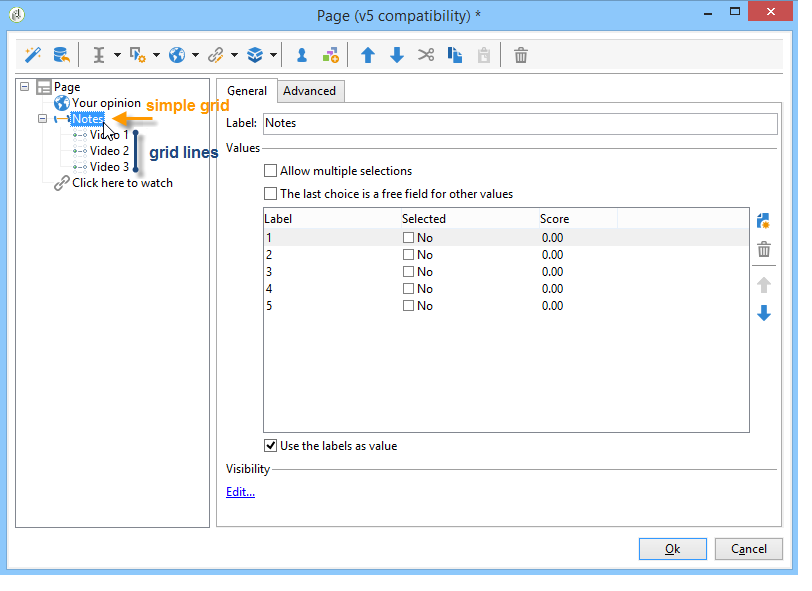 Page (v5 compatibility) *
Page
Your opinion
simple grid
Notes
Video 1
Video 2
grid lines
Video 3
Click here to watch
General
Advanced
Label: Notes
Values
Allow multiple selections
The last choice is a free field for other values
Label Selected Score
1 No 0.00
2 No 0.00
3 No 0.00
4 No 0.00
5 No 0.00
Use the labels as value
Visibility
Edit...
Ok
Cancel